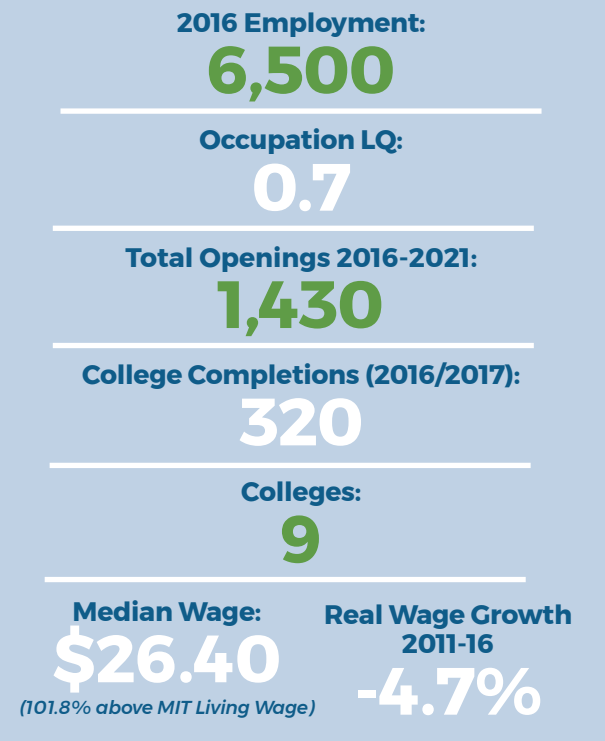 2016 Employment:
6,500
Occupation LQ:
0.7
Total Openings 2016-2021:
1,430
College Completions (2016/2017):
320
Colleges:
9
Median Wage:
$26.40
(101.8% above MIT Living Wage)
Real Wage Growth
2011-16
-4.7%